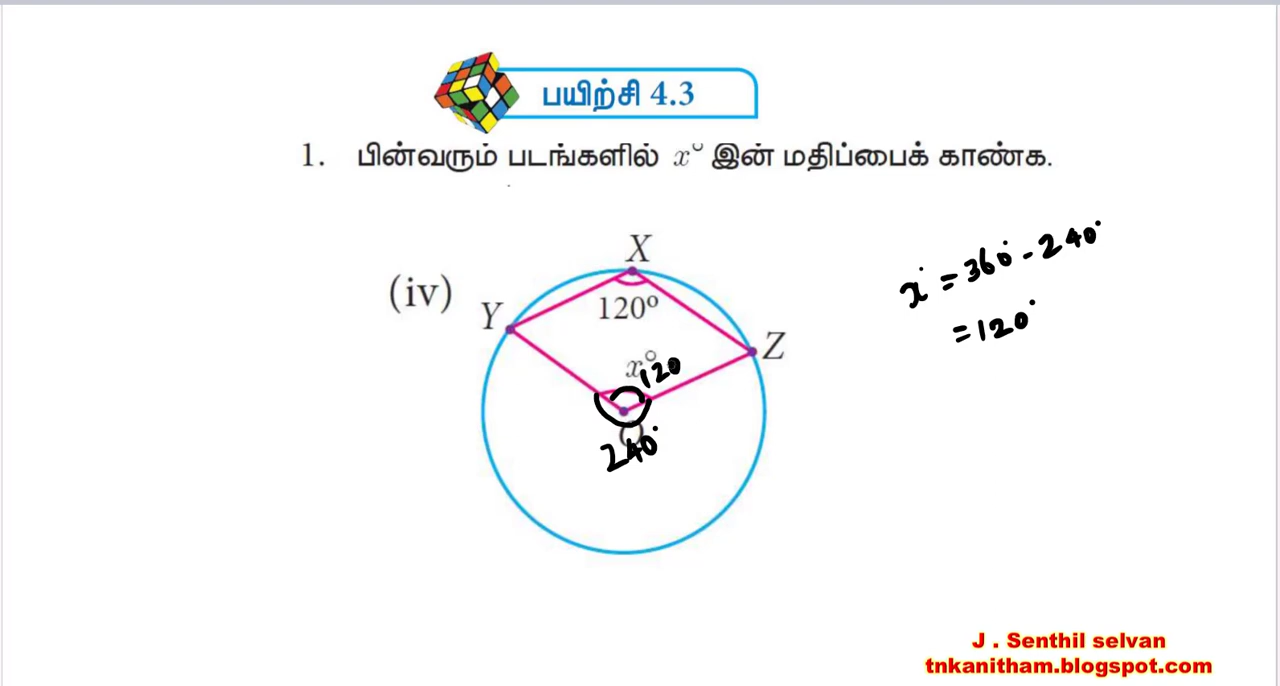 பயிற்சி 4.3
1. பின்வரும் படங்களில் x° இன் மதிப்பைக் காண்க.
(iv)
X
120°
Y
Z
x°
120
O
240°
x° = 360° - 240°
= 120°
J . Senthil selvan
tnkanitham.blogspot.com